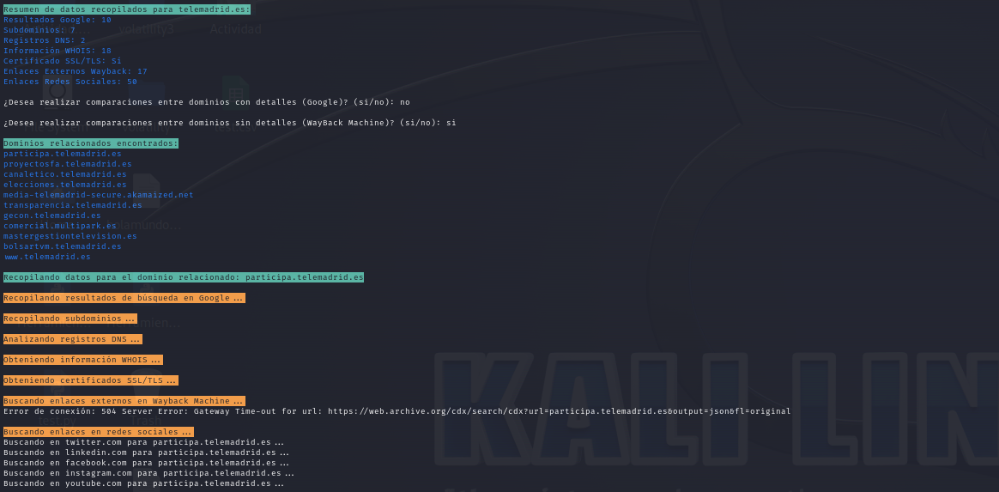 Resumen de datos recopilados para telemadrid.es:
Resultados Google: 10
Subdominios: 7
Registros DNS: 2
Información WHOIS: 18
Certificado SSL/TLS: Sí
Enlaces Externos Wayback: 17
Enlaces Redes Sociales: 50
volatility3
Actividad
¿Desea realizar comparaciones entre dominios con detalles (Google)? (si/no): no
¿Desea realizar comparaciones entre dominios sin detalles (WayBack Machine)? (si/no): si
Dominios relacionados encontrados:
participa.telemadrid.es
proyectosfa.telemadrid.es
canaletico.telemadrid.es
elecciones.telemadrid.es
media-telemadrid-secure.akamaized.net
transparencia.telemadrid.es
gecon.telemadrid.es
comercial.multipark.es
mastergestiontelevision.es
bolsartvm.telemadrid.es
www.telemadrid.es
Recopilando datos para el dominio relacionado: participa.telemadrid.es
Recopilando resultados de búsqueda en Google...
Recopilando subdominios...
Analizando registros DNS...
Obteniendo información WHOIS...
Obteniendo certificados SSL/TLS...
Buscando enlaces externos en Wayback Machine...
Error de conexión: 504 Server Error: Gateway Time-out for url: https://web.archive.org/cdx/search/cdx?url=participa.telemadrid.es&output=json&fl=original
Buscando enlaces en redes sociales...
Buscando en twitter.com para participa.telemadrid.es...
Buscando en linkedin.com para participa.telemadrid.es...
Buscando en facebook.com para participa.telemadrid.es...
Buscando en instagram.com para participa.telemadrid.es...
Buscando en youtube.com para participa.telemadrid.es...
KALI LIN